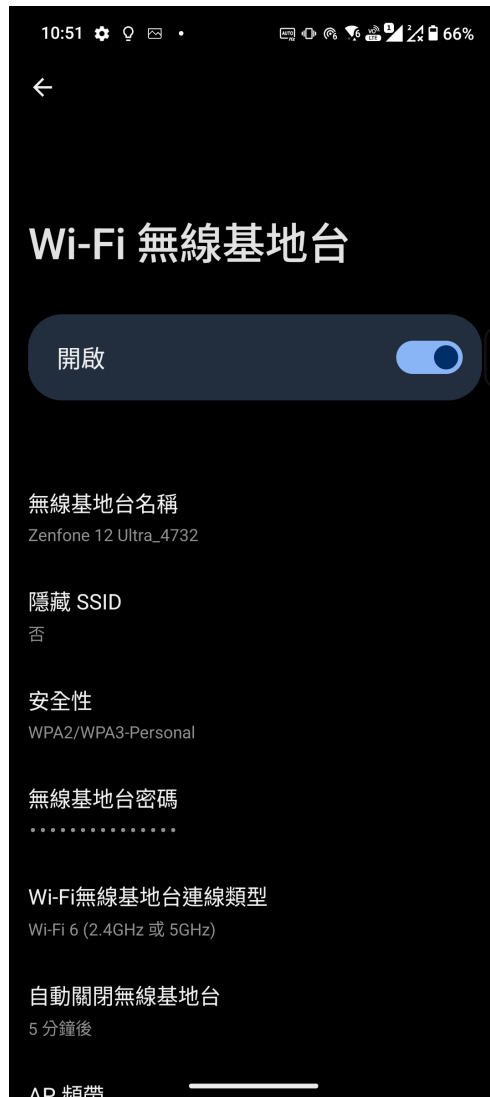 10:51 66%
Wi-Fi 無線基地台
開啟
無線基地台名稱
Zenfone 12 Ultra_4732
隱藏 SSID
否
安全性
WPA2/WPA3-Personal
無線基地台密碼
•••••••••••••••
Wi-Fi無線基地台連線類型
Wi-Fi 6 (2.4GHz 或 5GHz)
自動關閉無線基地台
5 分鐘後
AP 頻帶